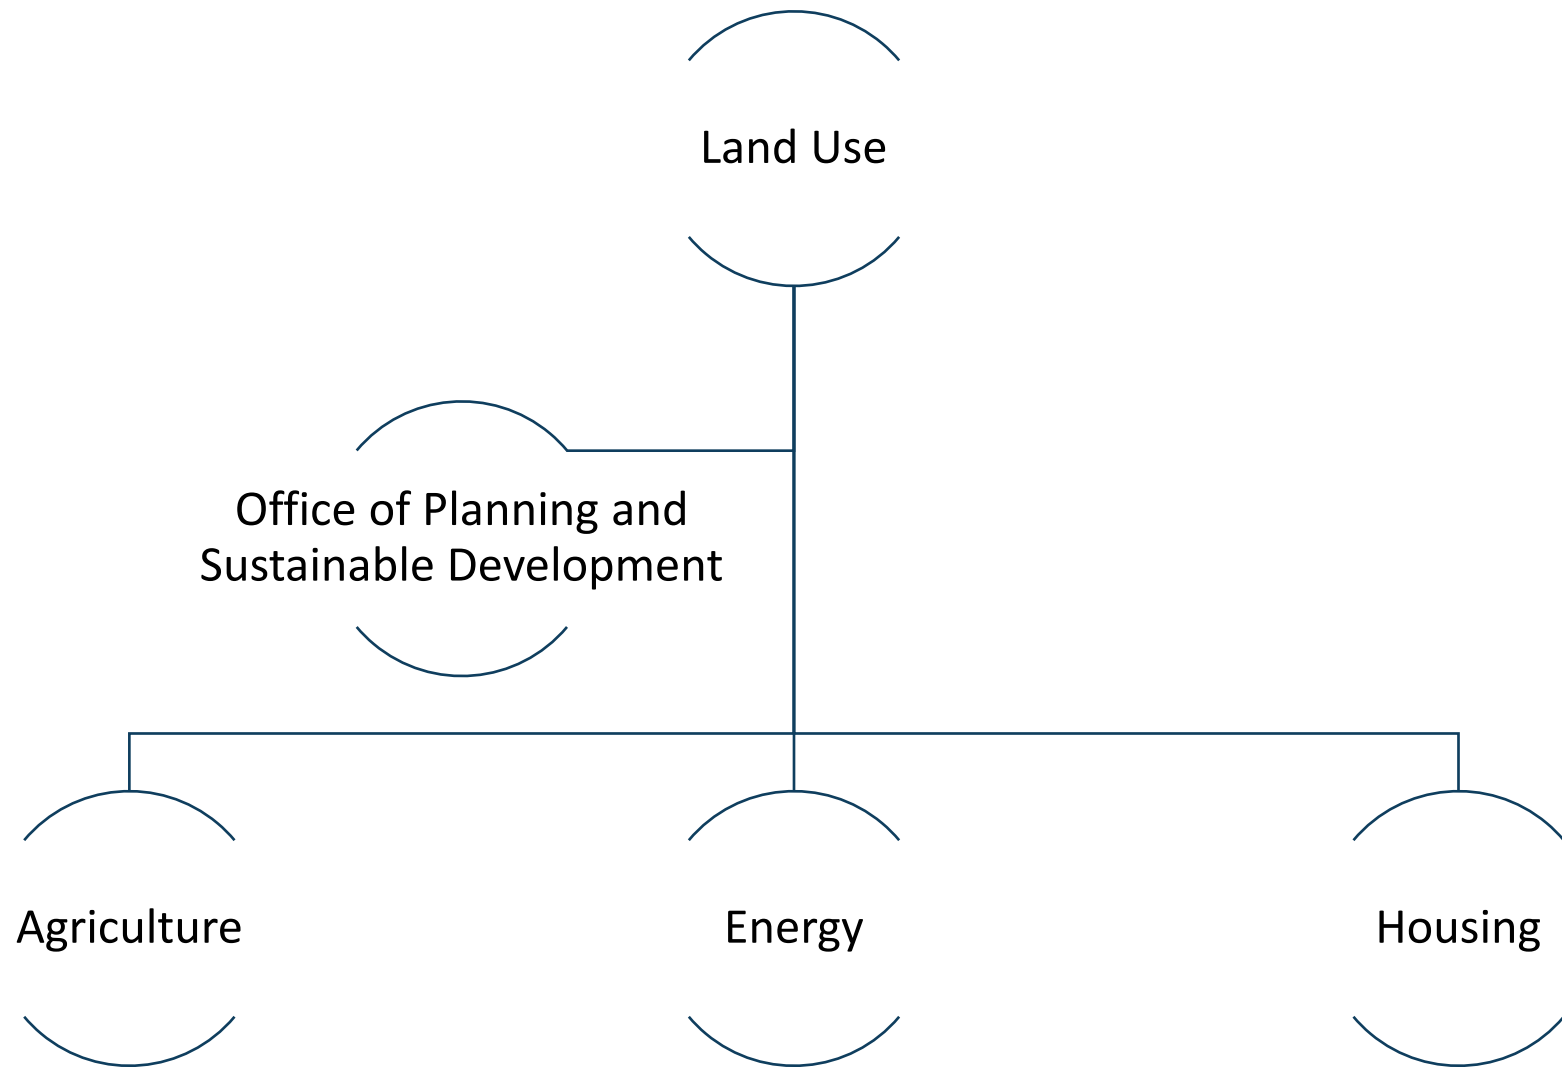 Land Use
Office of Planning and
Sustainable Development
Agriculture
Energy
Housing